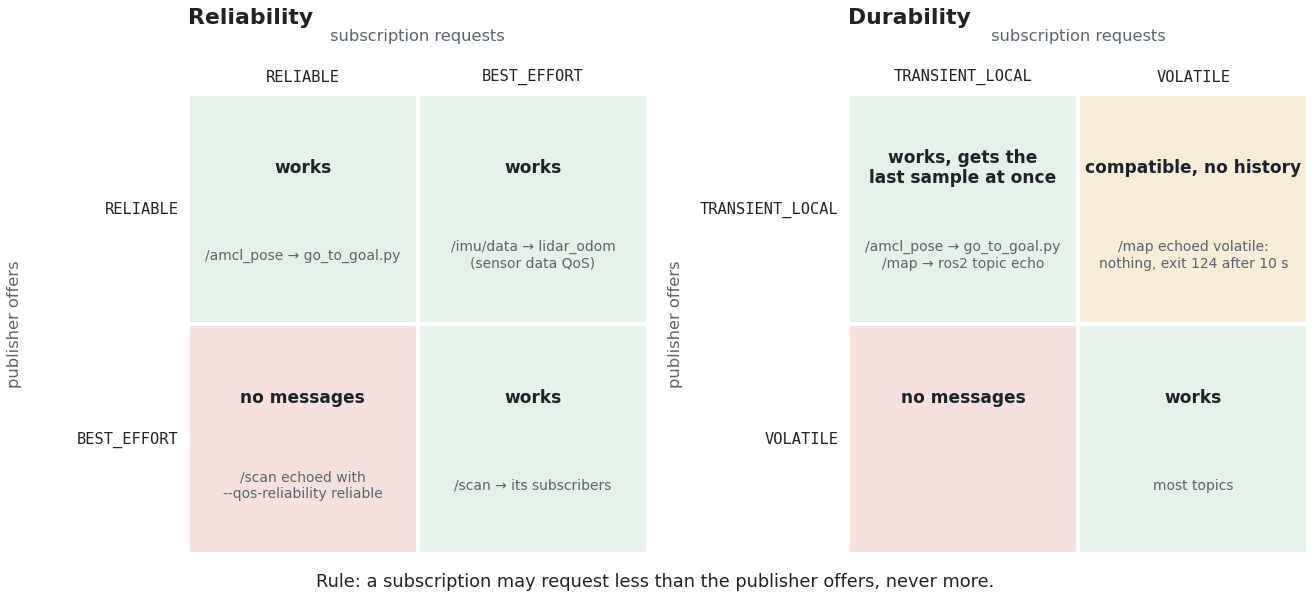 Reliability
subscription requests
RELIABLE
BEST_EFFORT
publisher offers
RELIABLE
works
/amcl_pose → go_to_goal.py
works
/imu/data → lidar_odom
(sensor data QoS)
BEST_EFFORT
no messages
/scan echoed with
--qos-reliability reliable
works
/scan → its subscribers
Durability
subscription requests
TRANSIENT_LOCAL
VOLATILE
publisher offers
TRANSIENT_LOCAL
works, gets the
last sample at once
/amcl_pose → go_to_goal.py
/map → ros2 topic echo
compatible, no history
/map echoed volatile:
nothing, exit 124 after 10 s
VOLATILE
no messages
works
most topics
Rule: a subscription may request less than the publisher offers, never more.